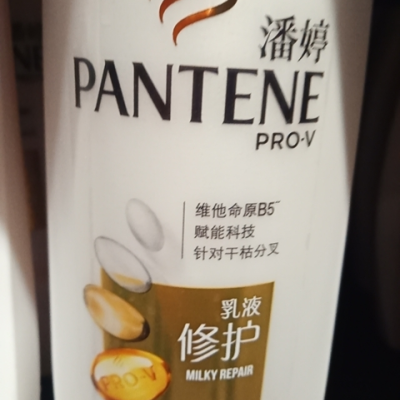 潘婷
PANTENE
PRO-V
维他命原B5
赋能科技
针对干枯分叉
乳液
修护
MILKY REPAIR
PRO-V